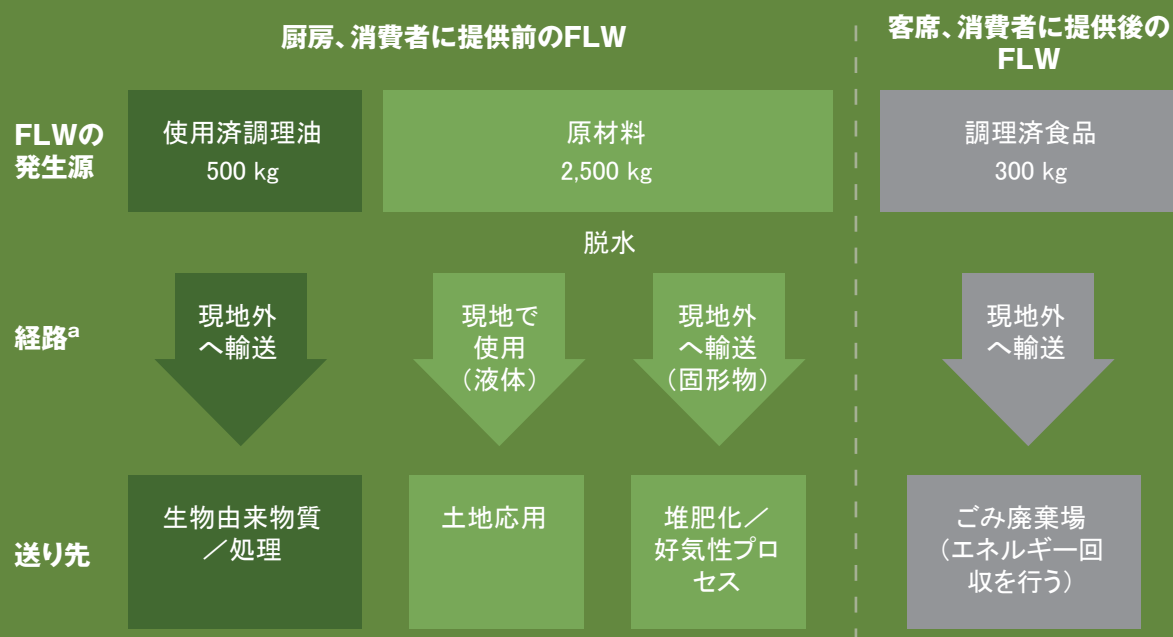 厨房、消費者に提供前のFLW
客席、消費者に提供後の
FLW
FLWの
発生源
使用済調理油
500 kg
原材料
2,500 kg
調理済食品
300 kg
脱水
経路a
現地外
へ輸送
現地で
使用
（液体）
現地外
へ輸送
（固形物）
現地外
へ輸送
送り先
生物由来物質
／処理
土地応用
堆肥化／
好気性プロ
セス
ごみ廃棄場
（エネルギー回
収を行う）